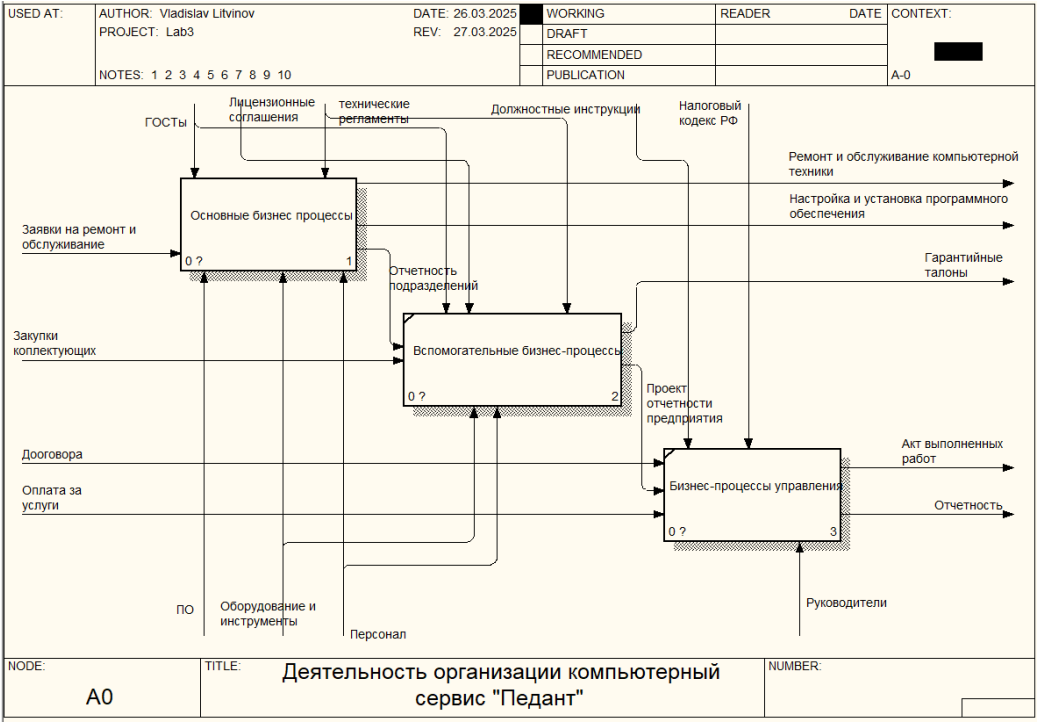 USED AT:
AUTHOR: Vladislav Litvinov
DATE: 26.03.2025
WORKING
READER
DATE
CONTEXT:
PROJECT: Lab3
REV: 27.03.2025
DRAFT
RECOMMENDED
NOTES: 1 2 3 4 5 6 7 8 9 10
PUBLICATION
A-0
ГОСТы
Лицензионные
соглашения
технические
регламенты
Должностные инструкции
Налоговый
кодекс РФ
Ремонт и обслуживание компьютерной
техники
Настройка и установка программного
обеспечения
Основные бизнес процессы
0 ?
1
Заявки на ремонт и
обслуживание
Гарантийные
талоны
Отчетность
подразделений
Закупки
коплектующих
Вспомогательные бизнес-процессы
0 ?
2
Проект
отчетности
предприятия
Дооговора
Акт выполненных
работ
Оплата за
услуги
Бизнес-процессы управления
0 ?
3
Отчетность
ПО
Оборудование и
инструменты
Персонал
Руководители
NODE:
A0
TITLE:
Деятельность организации компьютерный
сервис "Педант"
NUMBER: